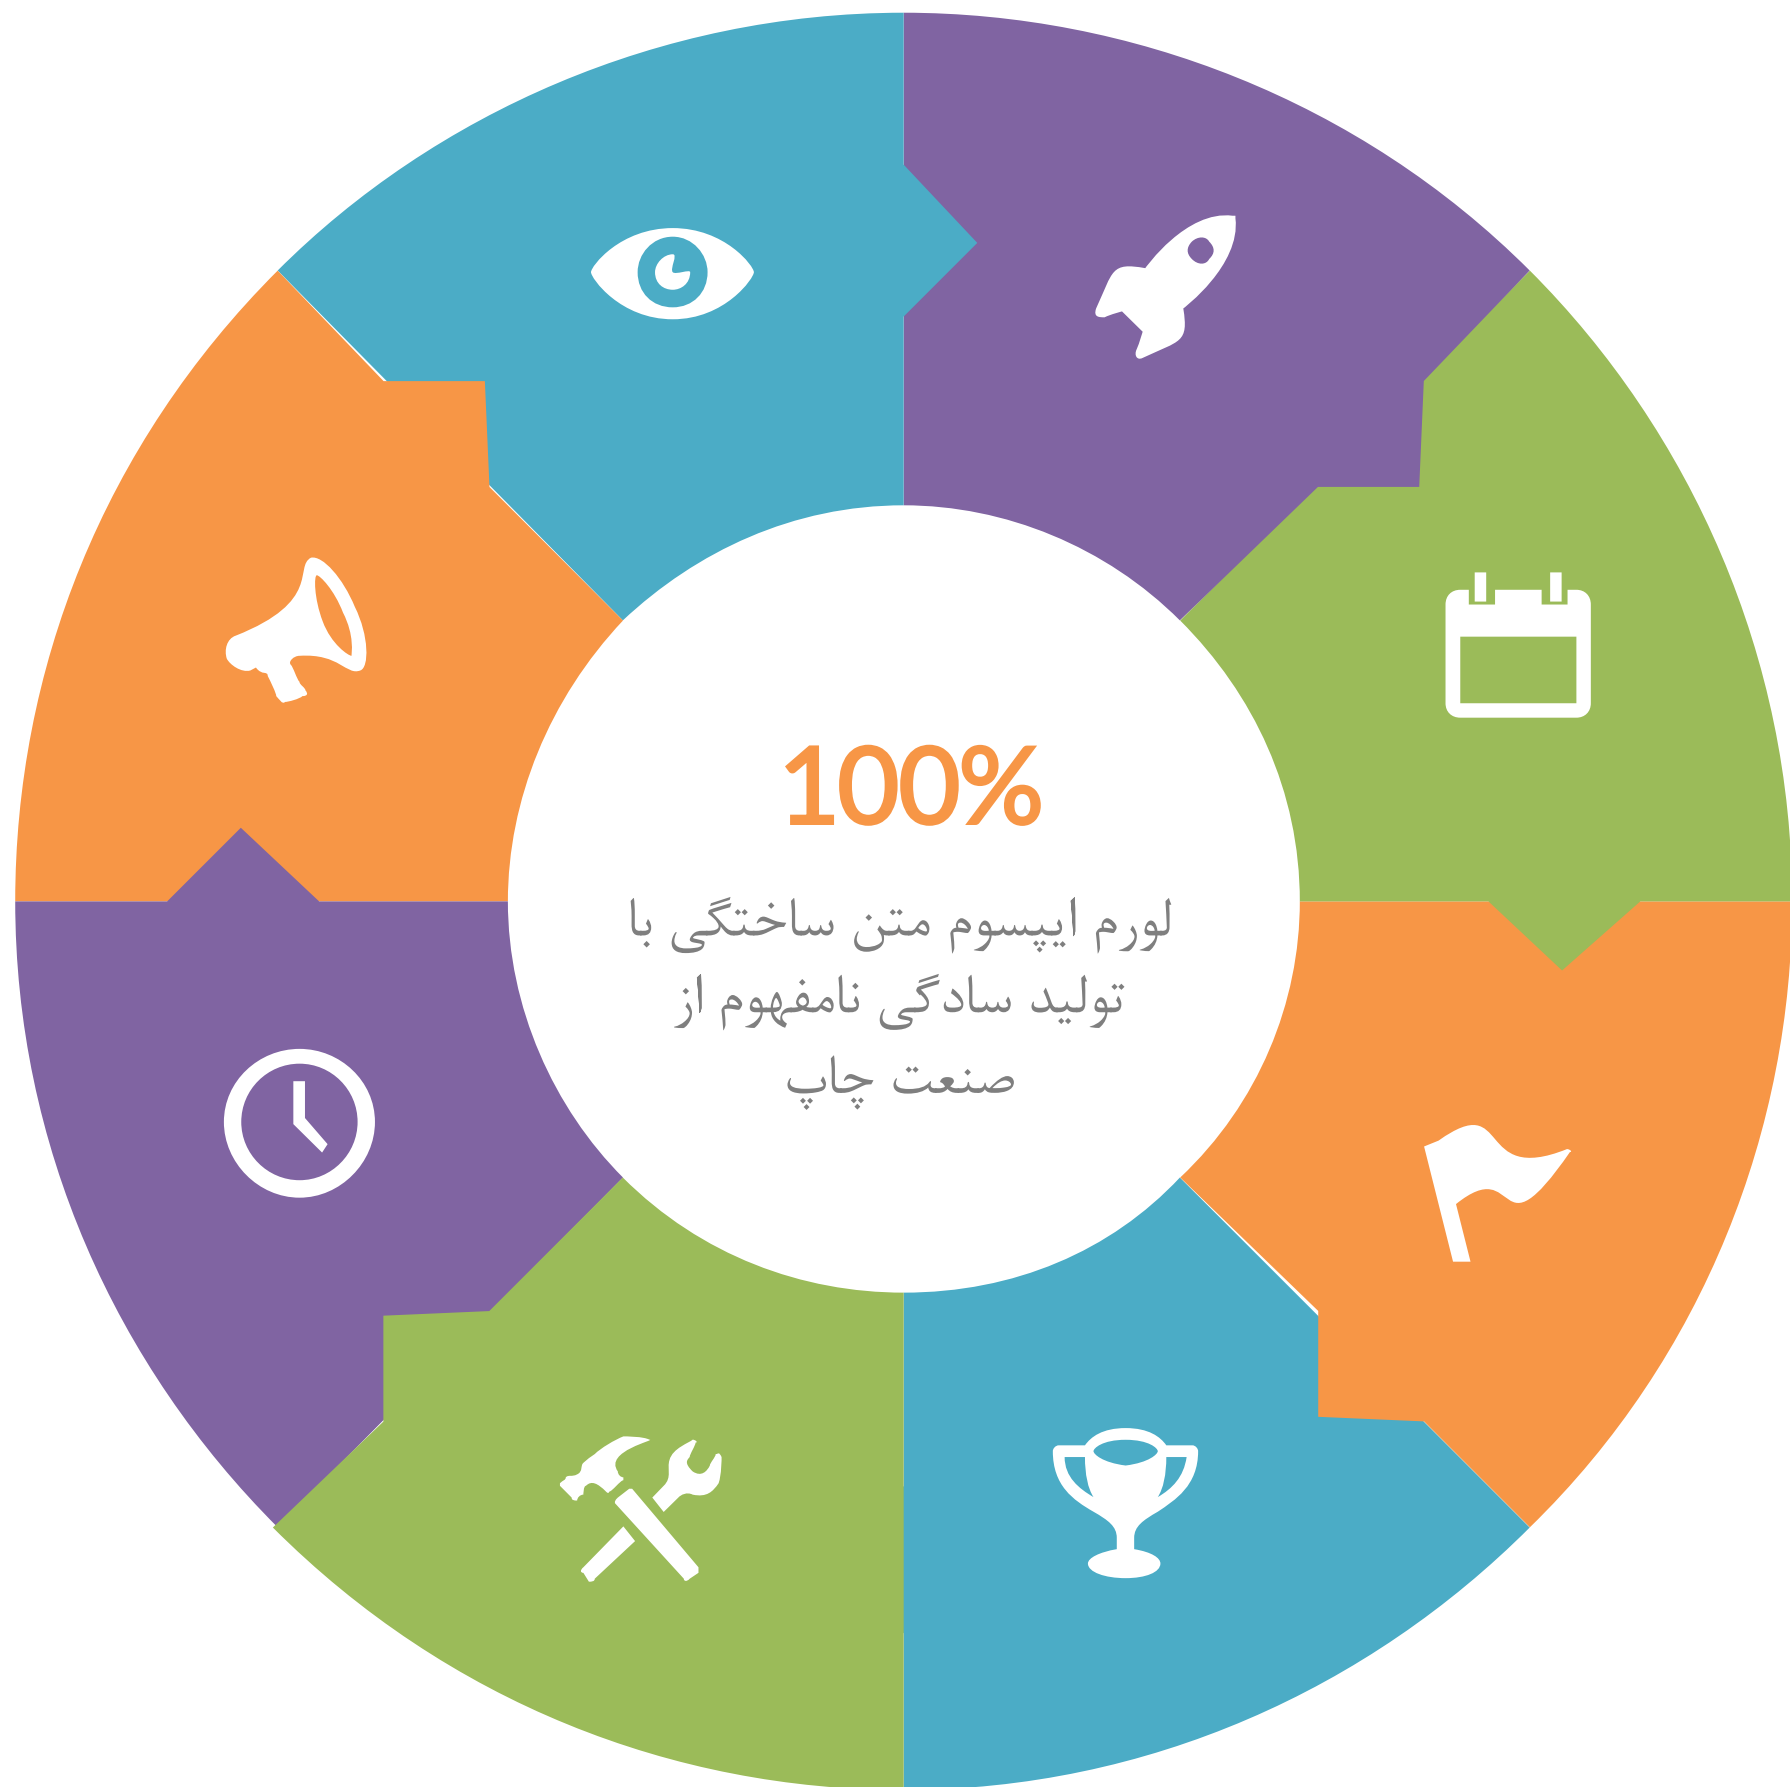 100%
لورم ایپسوم متن ساختگی با
تولید سادگی نامفهوم از
صنعت چاپ